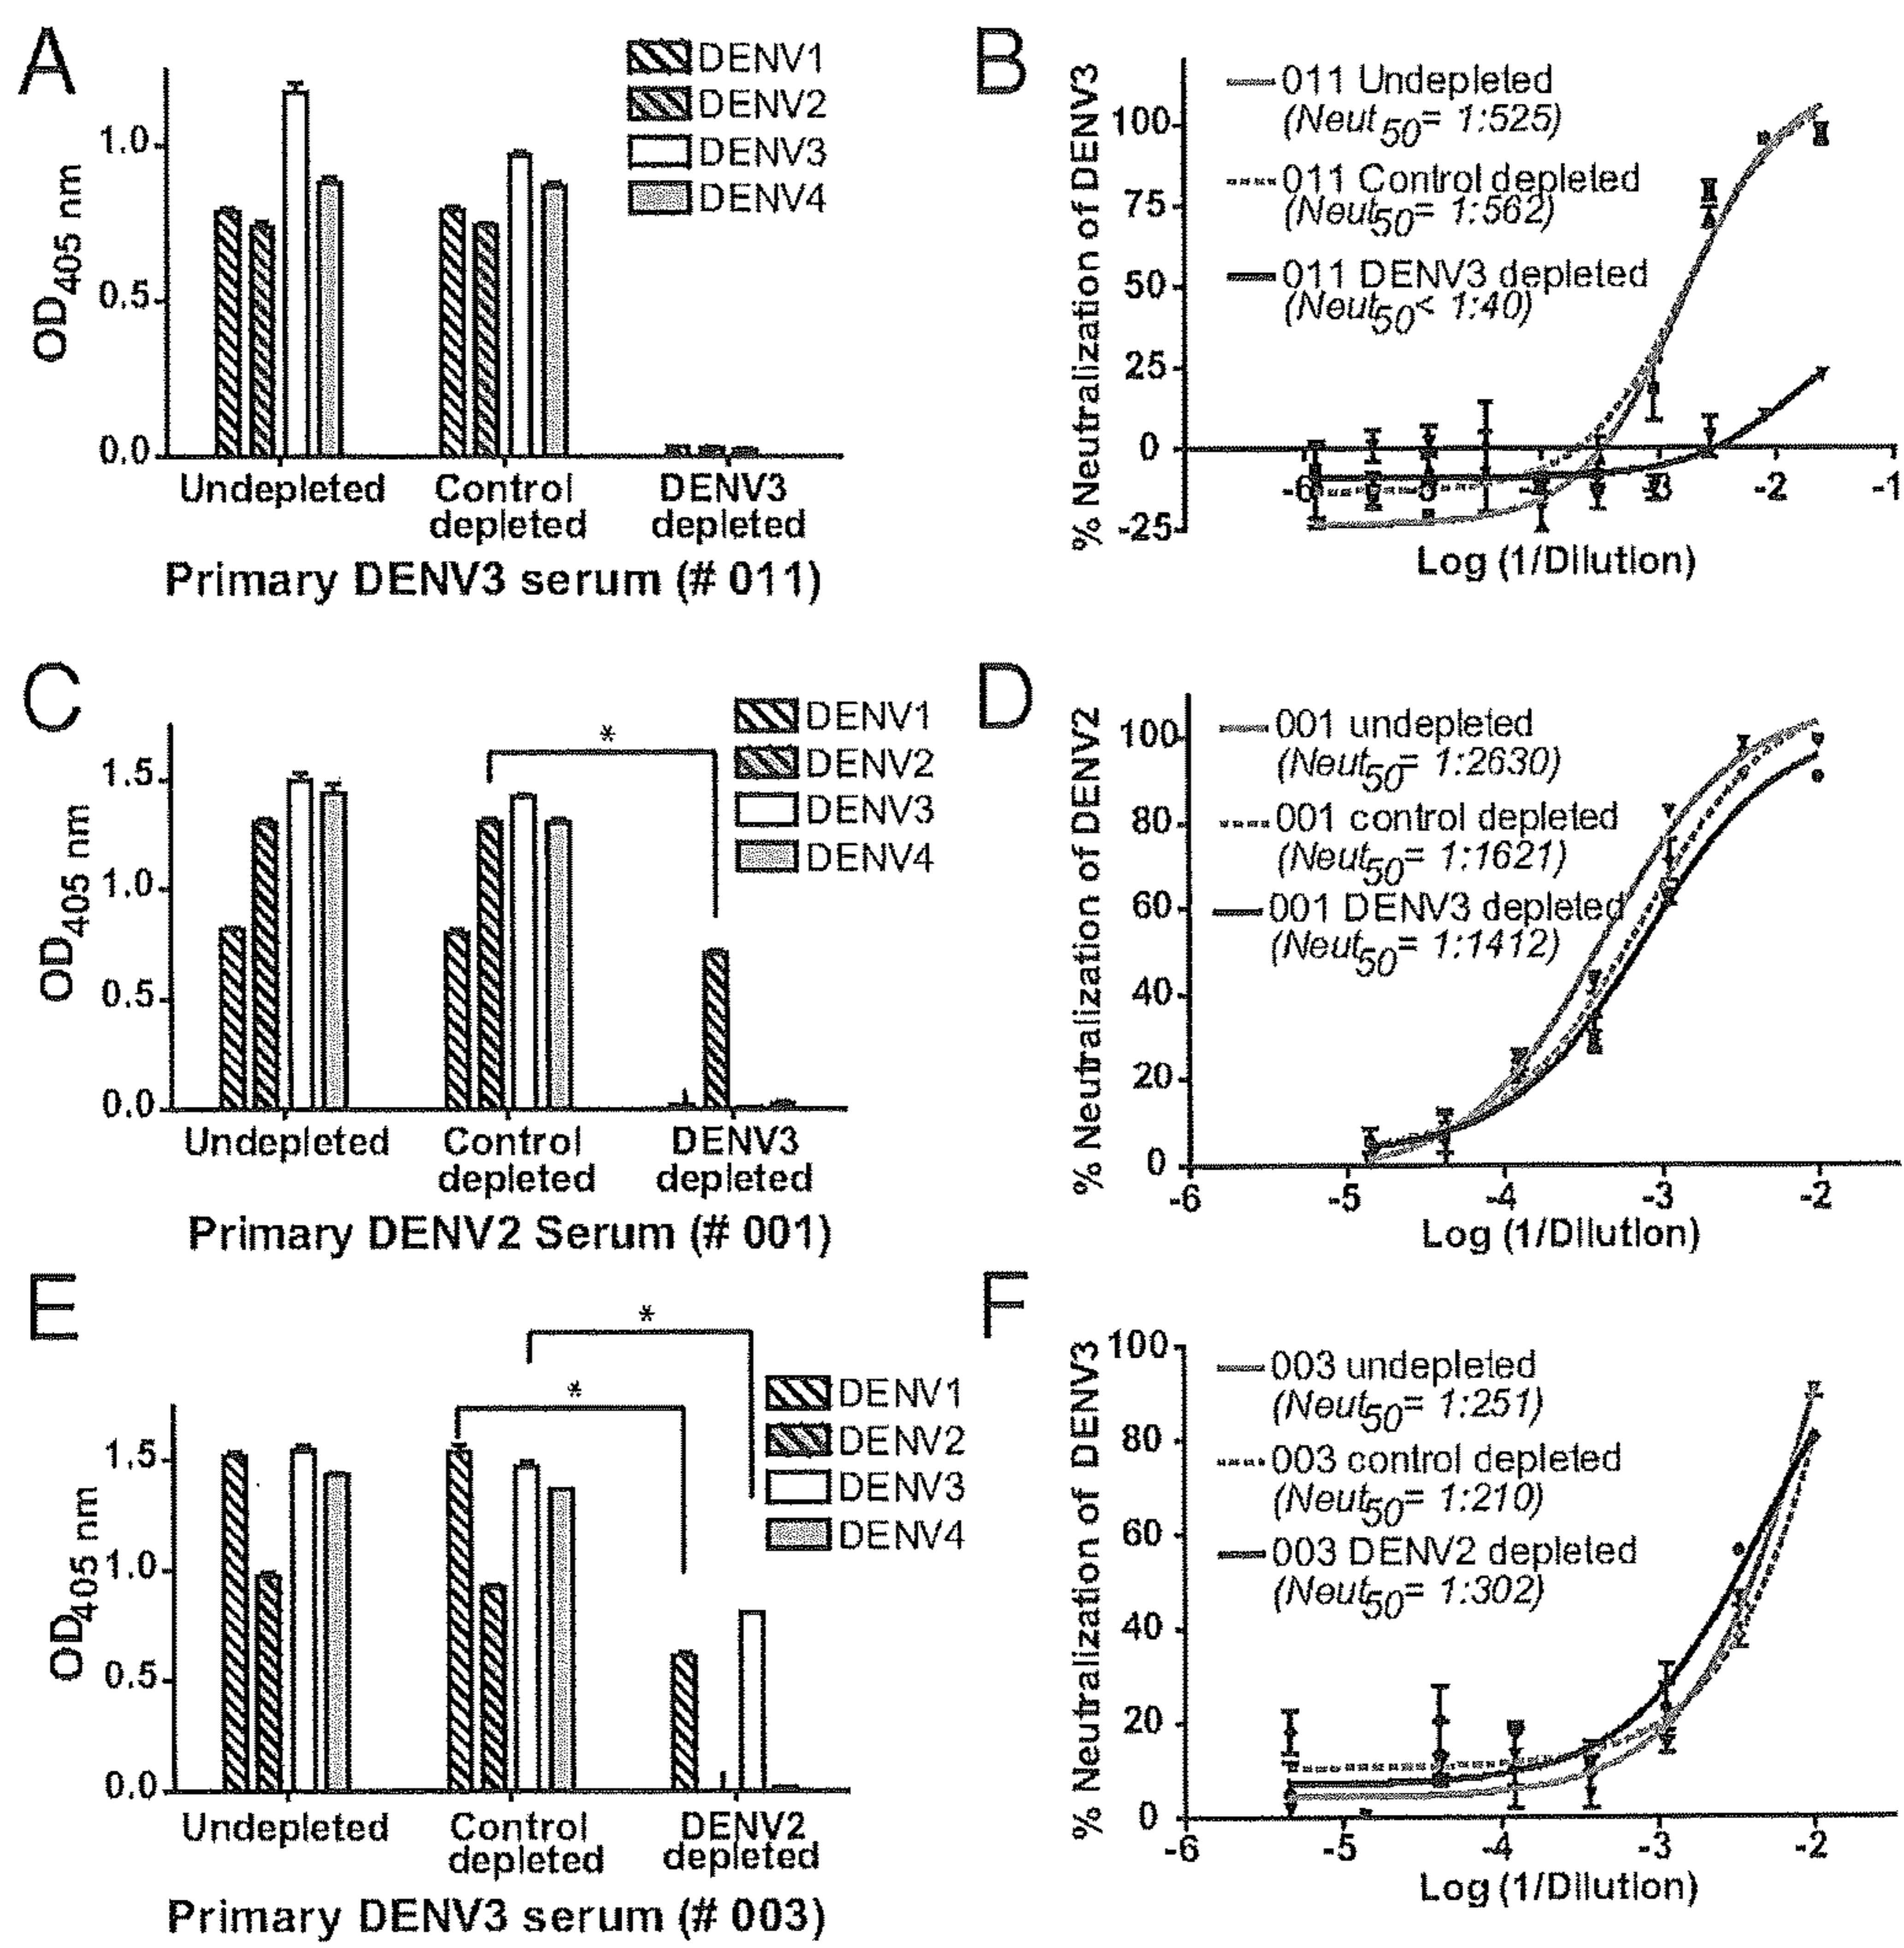 A
DENV1
DENV2
DENV3
DENV4
OD405 nm
1.0
0.5
0.0
Undepleted
Control depleted
DENV3 depleted
Primary DENV3 serum (# 011)
B
% Neutralization of DENV3
011 Undepleted
(Neut50= 1:525)
011 Control depleted
(Neut50= 1:562)
011 DENV3 depleted
(Neut50< 1:40)
100
75
50
25
0
-25
-6
-3
-2
-1
Log (1/Dilution)
C
DENV1
DENV2
DENV3
DENV4
*
OD405 nm
1.5
1.0
0.5
0.0
Undepleted
Control depleted
DENV3 depleted
Primary DENV2 Serum (# 001)
D
% Neutralization of DENV2
001 undepleted
(Neut50= 1:2630)
001 control depleted
(Neut50= 1:1621)
001 DENV3 depleted
(Neut50= 1:1412)
100
80
60
40
20
0
-6
-5
-4
-3
-2
Log (1/Dilution)
E
*
*
DENV1
DENV2
DENV3
DENV4
OD405 nm
1.5
1.0
0.5
0.0
Undepleted
Control depleted
DENV2 depleted
Primary DENV3 serum (# 003)
F
% Neutralization of DENV3
003 undepleted
(Neut50= 1:251)
003 control depleted
(Neut50= 1:210)
003 DENV2 depleted
(Neut50= 1:302)
100
80
60
40
20
0
-6
-5
-4
-3
-2
Log (1/Dilution)